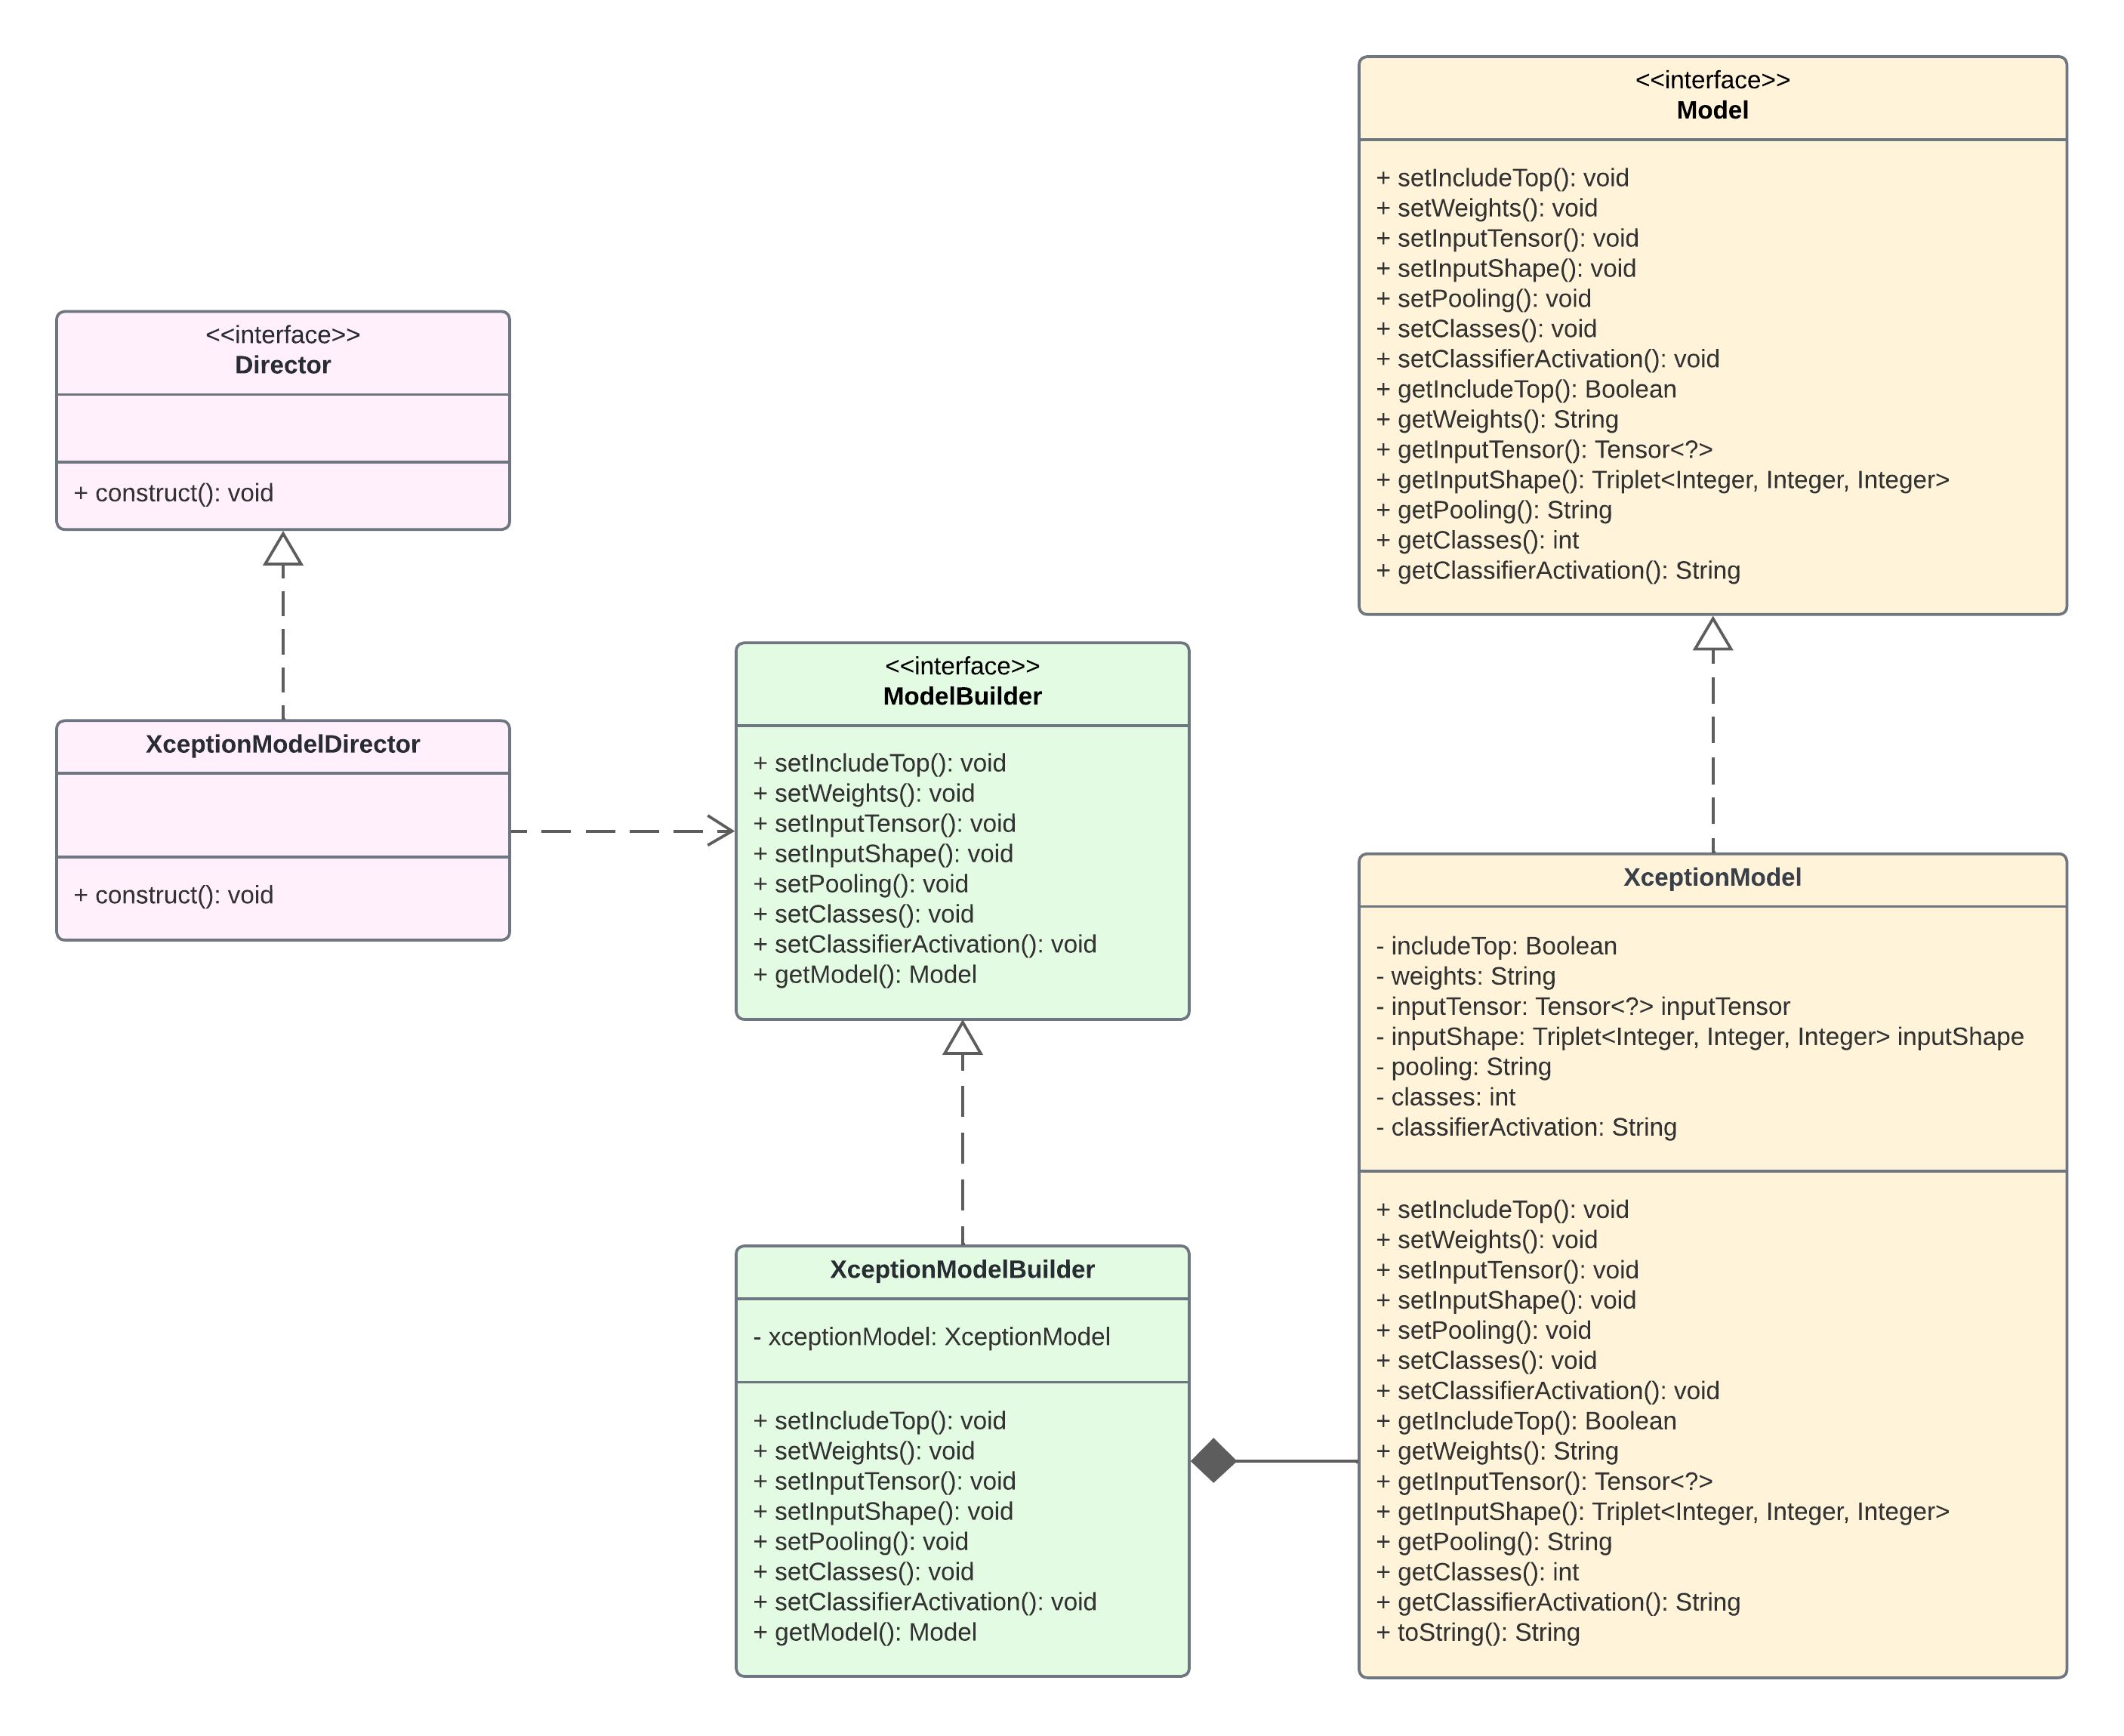 <<interface>>
Director
+ construct(): void
XceptionModelDirector
+ construct(): void
<<interface>>
ModelBuilder
+ setIncludeTop(): void
+ setWeights(): void
+ setInputTensor(): void
+ setInputShape(): void
+ setPooling(): void
+ setClasses(): void
+ setClassifierActivation(): void
+ getModel(): Model
XceptionModelBuilder
- xceptionModel: XceptionModel
+ setIncludeTop(): void
+ setWeights(): void
+ setInputTensor(): void
+ setInputShape(): void
+ setPooling(): void
+ setClasses(): void
+ setClassifierActivation(): void
+ getModel(): Model
<<interface>>
Model
+ setIncludeTop(): void
+ setWeights(): void
+ setInputTensor(): void
+ setInputShape(): void
+ setPooling(): void
+ setClasses(): void
+ setClassifierActivation(): void
+ getIncludeTop(): Boolean
+ getWeights(): String
+ getInputTensor(): Tensor<?>
+ getInputShape(): Triplet<Integer, Integer, Integer>
+ getPooling(): String
+ getClasses(): int
+ getClassifierActivation(): String
XceptionModel
- includeTop: Boolean
- weights: String
- inputTensor: Tensor<?> inputTensor
- inputShape: Triplet<Integer, Integer, Integer> inputShape
- pooling: String
- classes: int
- classifierActivation: String
+ setIncludeTop(): void
+ setWeights(): void
+ setInputTensor(): void
+ setInputShape(): void
+ setPooling(): void
+ setClasses(): void
+ setClassifierActivation(): void
+ getIncludeTop(): Boolean
+ getWeights(): String
+ getInputTensor(): Tensor<?>
+ getInputShape(): Triplet<Integer, Integer, Integer>
+ getPooling(): String
+ getClasses(): int
+ getClassifierActivation(): String
+ toString(): String